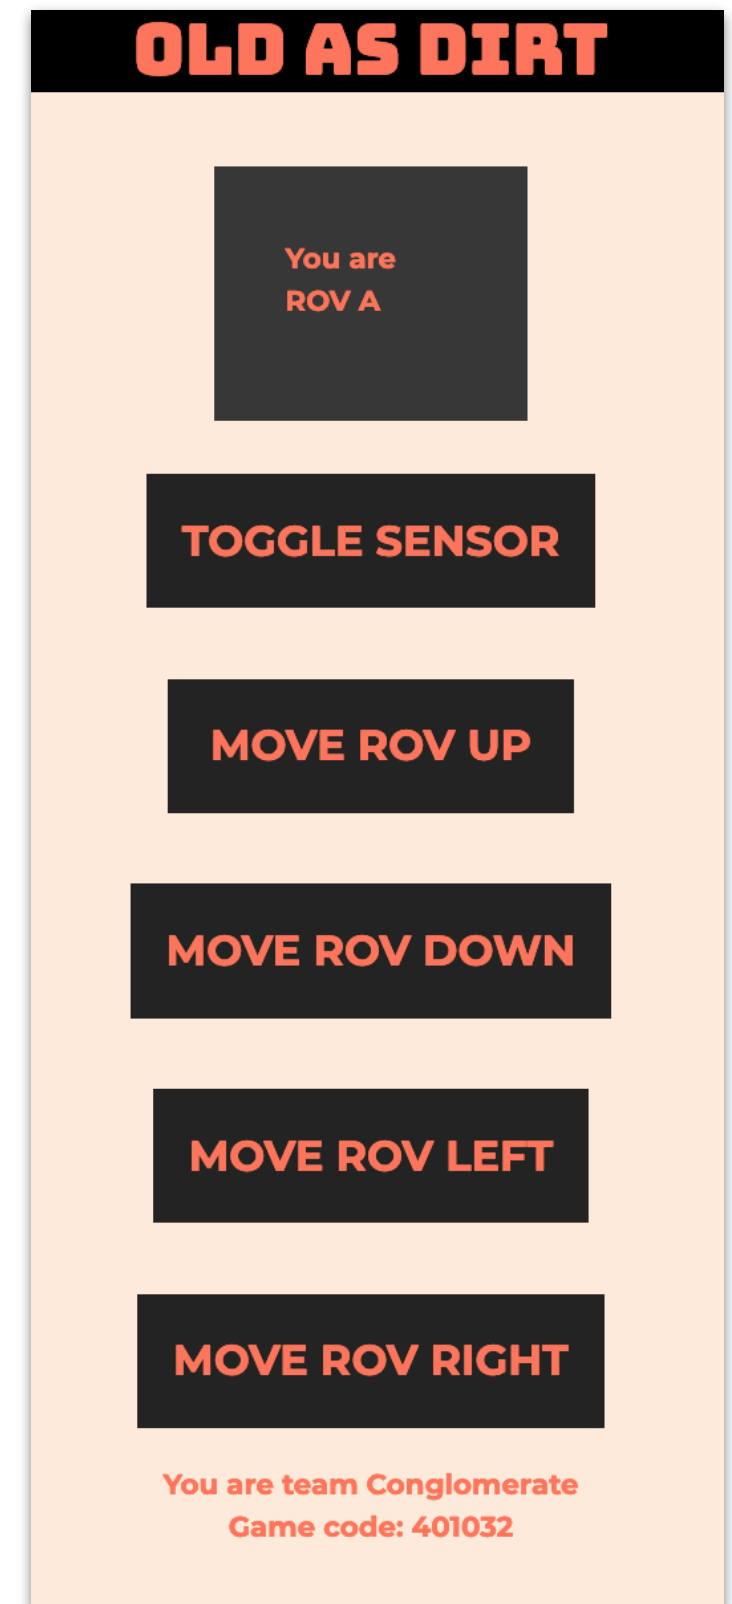 OLD AS DIRT
You are
ROV A
TOGGLE SENSOR
MOVE ROV UP
MOVE ROV DOWN
MOVE ROV LEFT
MOVE ROV RIGHT
You are team Conglomerate
Game code: 401032